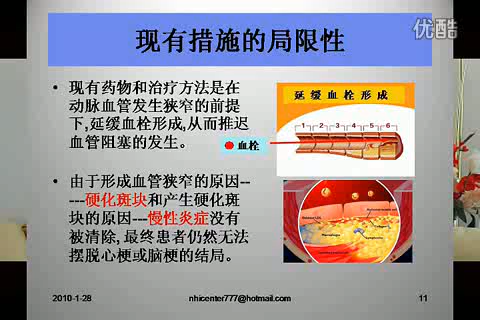 优酷
现有措施的局限性
• 现有药物和治疗方法是在
动脉血管发生狭窄的前提
下,延缓血栓形成,从而推迟
血管阻塞的发生。
• 由于形成血管狭窄的原因--
----硬化斑块和产生硬化斑
块的原因---慢性炎症没有
被清除, 最终患者仍然无法
摆脱心梗或脑梗的结局。
延缓血栓形成
1 2 3 4 5 6
血栓
2010-1-28
nhicenter777@hotmail.com
11